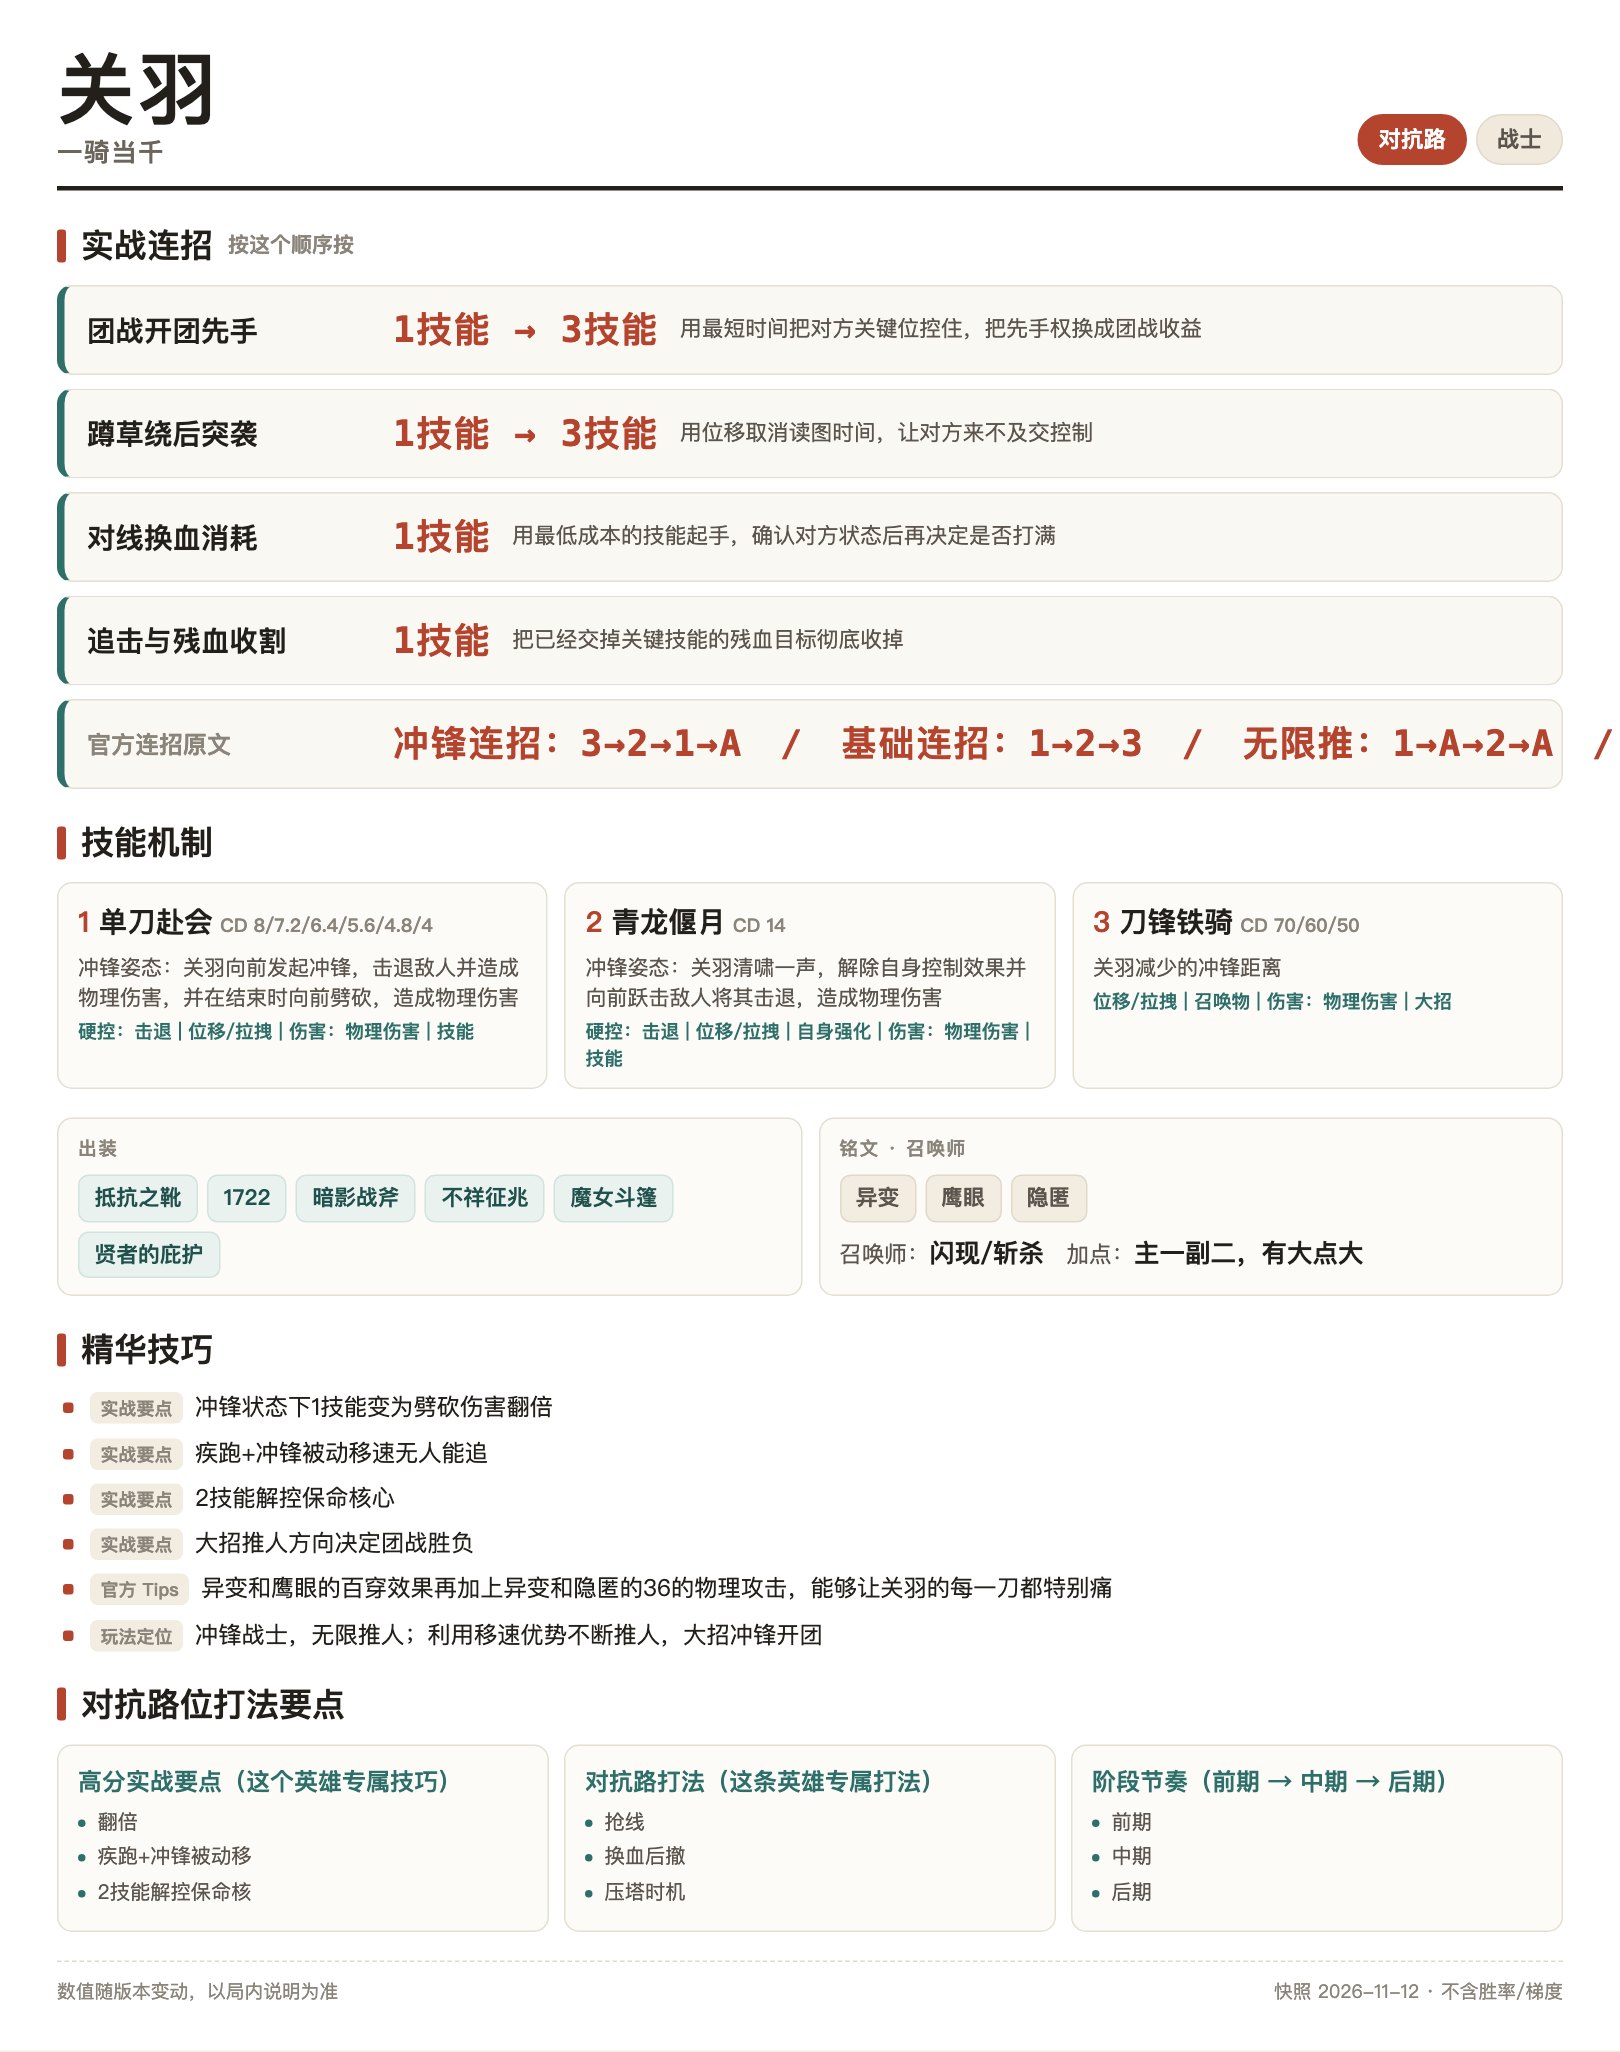 关羽
一骑当千
对抗路 战士
实战连招 按这个顺序按
团战开团先手 1技能 → 3技能 用最短时间把对方关键位控住，把先手权换成团战收益
蹲草绕后突袭 1技能 → 3技能 用位移取消读图时间，让对方来不及交控制
对线换血消耗 1技能 用最低成本的技能起手，确认对方状态后再决定是否打满
追击与残血收割 1技能 把已经交掉关键技能的残血目标彻底收掉
官方连招原文 冲锋连招：3→2→1→A / 基础连招：1→2→3 / 无限推：1→A→2→A /
技能机制
1 单刀赴会 CD 8/7.2/6.4/5.6/4.8/4
冲锋姿态：关羽向前发起冲锋，击退敌人并造成
物理伤害，并在结束时向前劈砍，造成物理伤害
硬控：击退 | 位移/拉拽 | 伤害：物理伤害 | 技能
2 青龙偃月 CD 14
冲锋姿态：关羽清啸一声，解除自身控制效果并
向前跃击敌人将其击退，造成物理伤害
硬控：击退 | 位移/拉拽 | 自身强化 | 伤害：物理伤害 |
技能
3 刀锋铁骑 CD 70/60/50
关羽减少的冲锋距离
位移/拉拽 | 召唤物 | 伤害：物理伤害 | 大招
出装
抵抗之靴 1722 暗影战斧 不祥征兆 魔女斗篷
贤者的庇护
铭文 · 召唤师
异变 鹰眼 隐匿
召唤师：闪现/斩杀 加点：主一副二，有大点大
精华技巧
实战要点 冲锋状态下1技能变为劈砍伤害翻倍
实战要点 疾跑+冲锋被动移速无人能追
实战要点 2技能解控保命核心
实战要点 大招推人方向决定团战胜负
官方 Tips 异变和鹰眼的百穿效果再加上异变和隐匿的36的物理攻击，能够让关羽的每一刀都特别痛
玩法定位 冲锋战士，无限推人；利用移速优势不断推人，大招冲锋开团
对抗路位打法要点
高分实战要点（这个英雄专属技巧）
翻倍
疾跑+冲锋被动移
2技能解控保命核
对抗路打法（这条英雄专属打法）
抢线
换血后撤
压塔时机
阶段节奏（前期 → 中期 → 后期）
前期
中期
后期
数值随版本变动，以局内说明为准
快照 2026-11-12 · 不含胜率/梯度